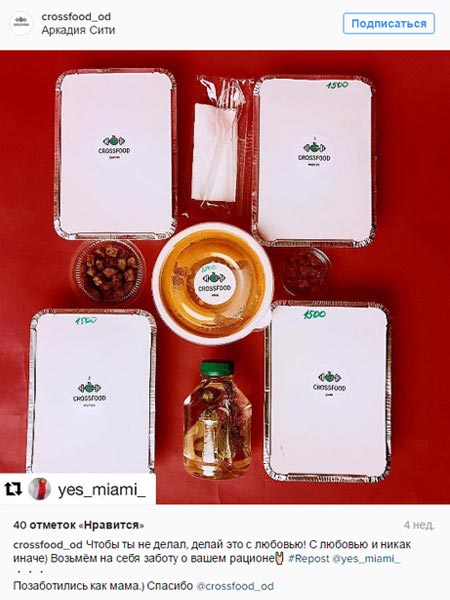 crossfood_od
Аркадия Сити
Подписаться
1500
CROSSFOOD
CROSSFOOD
CROSSFOOD
1500
1500
CROSSFOOD
CROSSFOOD
yes_miami_
40 отметок «Нравится»
4 нед.
crossfood_od Чтобы ты не делал, делай это с любовью! С любовью и никак
иначе) Возьмём на себя заботу о вашем рационе #Repost @yes_miami_
・・・
Позаботились как мама.) Спасибо @crossfood_od